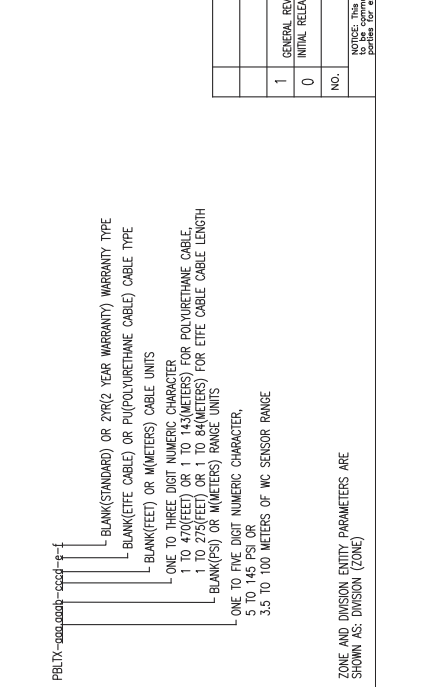 PBLTX-aaa.aaab-cccd-e-f
BLANK(STANDARD) OR 2YR(2 YEAR WARRANTY) WARRANTY TYPE
BLANK(ETFE CABLE) OR PU(POLYURETHANE CABLE) CABLE TYPE
BLANK(FEET) OR M(METERS) CABLE UNITS
ONE TO THREE DIGIT NUMERIC CHARACTER
1 TO 470(FEET) OR 1 TO 143(METERS) FOR POLYURETHANE CABLE,
1 TO 275(FEET) OR 1 TO 84(METERS) FOR ETFE CABLE CABLE LENGTH
BLANK(PSI) OR M(METERS) RANGE UNITS
ONE TO FIVE DIGIT NUMERIC CHARACTER,
5 TO 145 PSI OR
3.5 TO 100 METERS OF WC SENSOR RANGE
ZONE AND DIVISION ENTITY PARAMETERS ARE
SHOWN AS: DIVISION (ZONE)
1 GENERAL REV
0 INITIAL RELEA
NO.
NOTICE: This
to be comm
parties for e